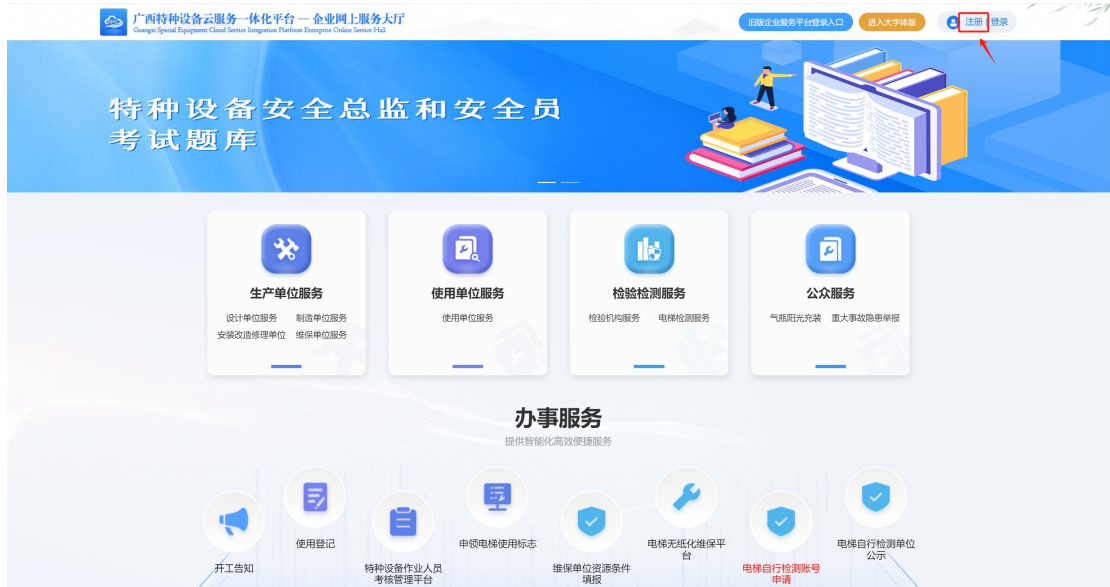 广西特种设备云服务一体化平台 — 企业网上服务大厅
Guangxi Special Equipment Cloud Service Integration Platform Enterprise Online Service Hall
旧版企业服务平台登录入口
进入大字体版
注册 | 登录
特种设备安全总监和安全员
考试题库
生产单位服务
设计单位服务 制造单位服务
安装改造修理单位 维保单位服务
使用单位服务
使用单位服务
检验检测服务
检验机构服务 电梯检测服务
公众服务
气瓶阳光充装 重大事故隐患举报
办事服务
提供智能化高效便捷服务
开工告知
使用登记
特种设备作业人员
考核管理平台
申领电梯使用标志
维保单位资源条件
填报
电梯无纸化维保平
台
电梯自行检测账号
申请
电梯自行检测单位
公示